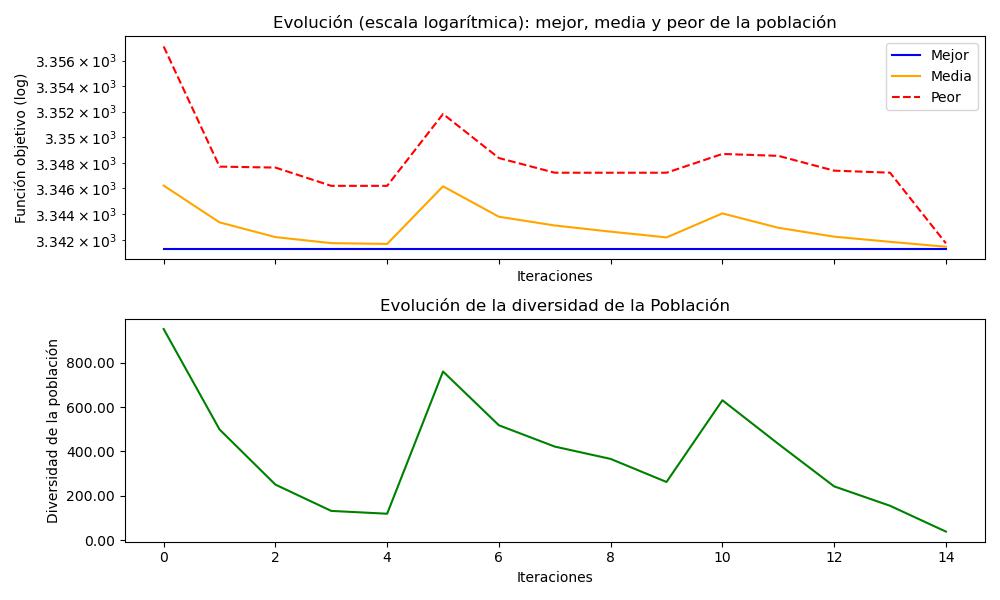 Evolución (escala logarítmica): mejor, media y peor de la población
Función objetivo (log)
3.356 × 10³
3.354 × 10³
3.352 × 10³
3.35 × 10³
3.348 × 10³
3.346 × 10³
3.344 × 10³
3.342 × 10³
Mejor
Media
Peor
Iteraciones
Evolución de la diversidad de la Población
Diversidad de la población
800.00
600.00
400.00
200.00
0.00
0 2 4 6 8 10 12 14
Iteraciones